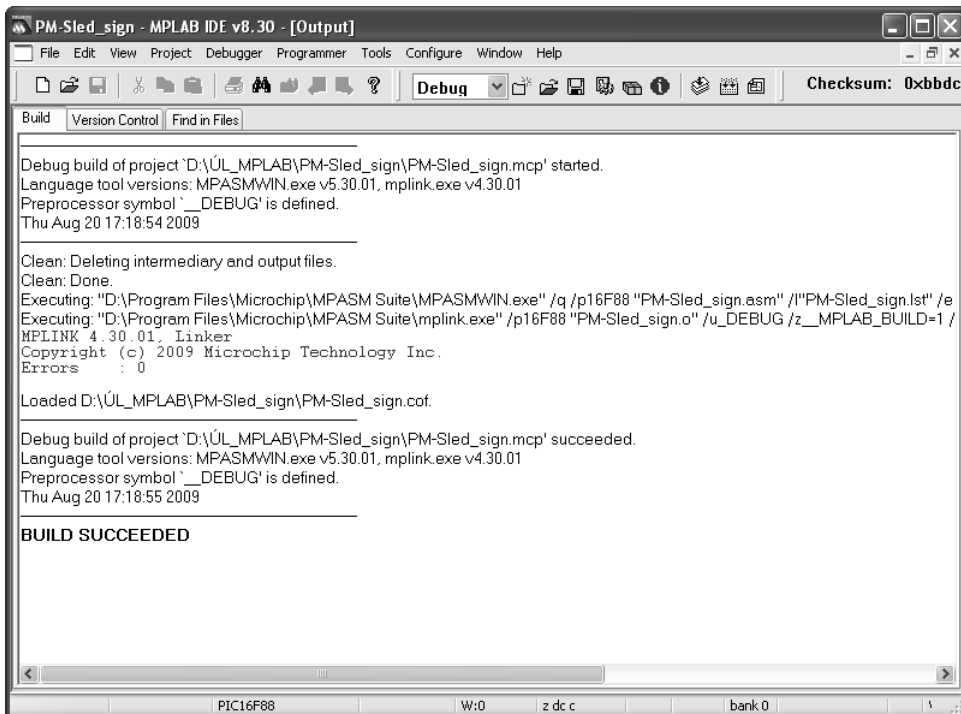 PM-Sled_sign - MPLAB IDE v8.30 - [Output]
File Edit View Project Debugger Programmer Tools Configure Window Help
Debug Checksum: 0xbbdc
Build Version Control Find in Files
Debug build of project `D:\ÚL_MPLAB\PM-Sled_sign\PM-Sled_sign.mcp' started.
Language tool versions: MPASMWIN.exe v5.30.01, mplink.exe v4.30.01
Preprocessor symbol `__DEBUG' is defined.
Thu Aug 20 17:18:54 2009
Clean: Deleting intermediary and output files.
Clean: Done.
Executing: "D:\Program Files\Microchip\MPASM Suite\MPASMWIN.exe" /q /p16F88 "PM-Sled_sign.asm" /l"PM-Sled_sign.lst" /e
Executing: "D:\Program Files\Microchip\MPASM Suite\mplink.exe" /p16F88 "PM-Sled_sign.o" /u_DEBUG /z__MPLAB_BUILD=1 /
MPLINK 4.30.01, Linker
Copyright (c) 2009 Microchip Technology Inc.
Errors : 0
Loaded D:\ÚL_MPLAB\PM-Sled_sign\PM-Sled_sign.cof.
Debug build of project `D:\ÚL_MPLAB\PM-Sled_sign\PM-Sled_sign.mcp' succeeded.
Language tool versions: MPASMWIN.exe v5.30.01, mplink.exe v4.30.01
Preprocessor symbol `__DEBUG' is defined.
Thu Aug 20 17:18:55 2009
BUILD SUCCEEDED
PIC16F88 W:0 z dc c bank 0